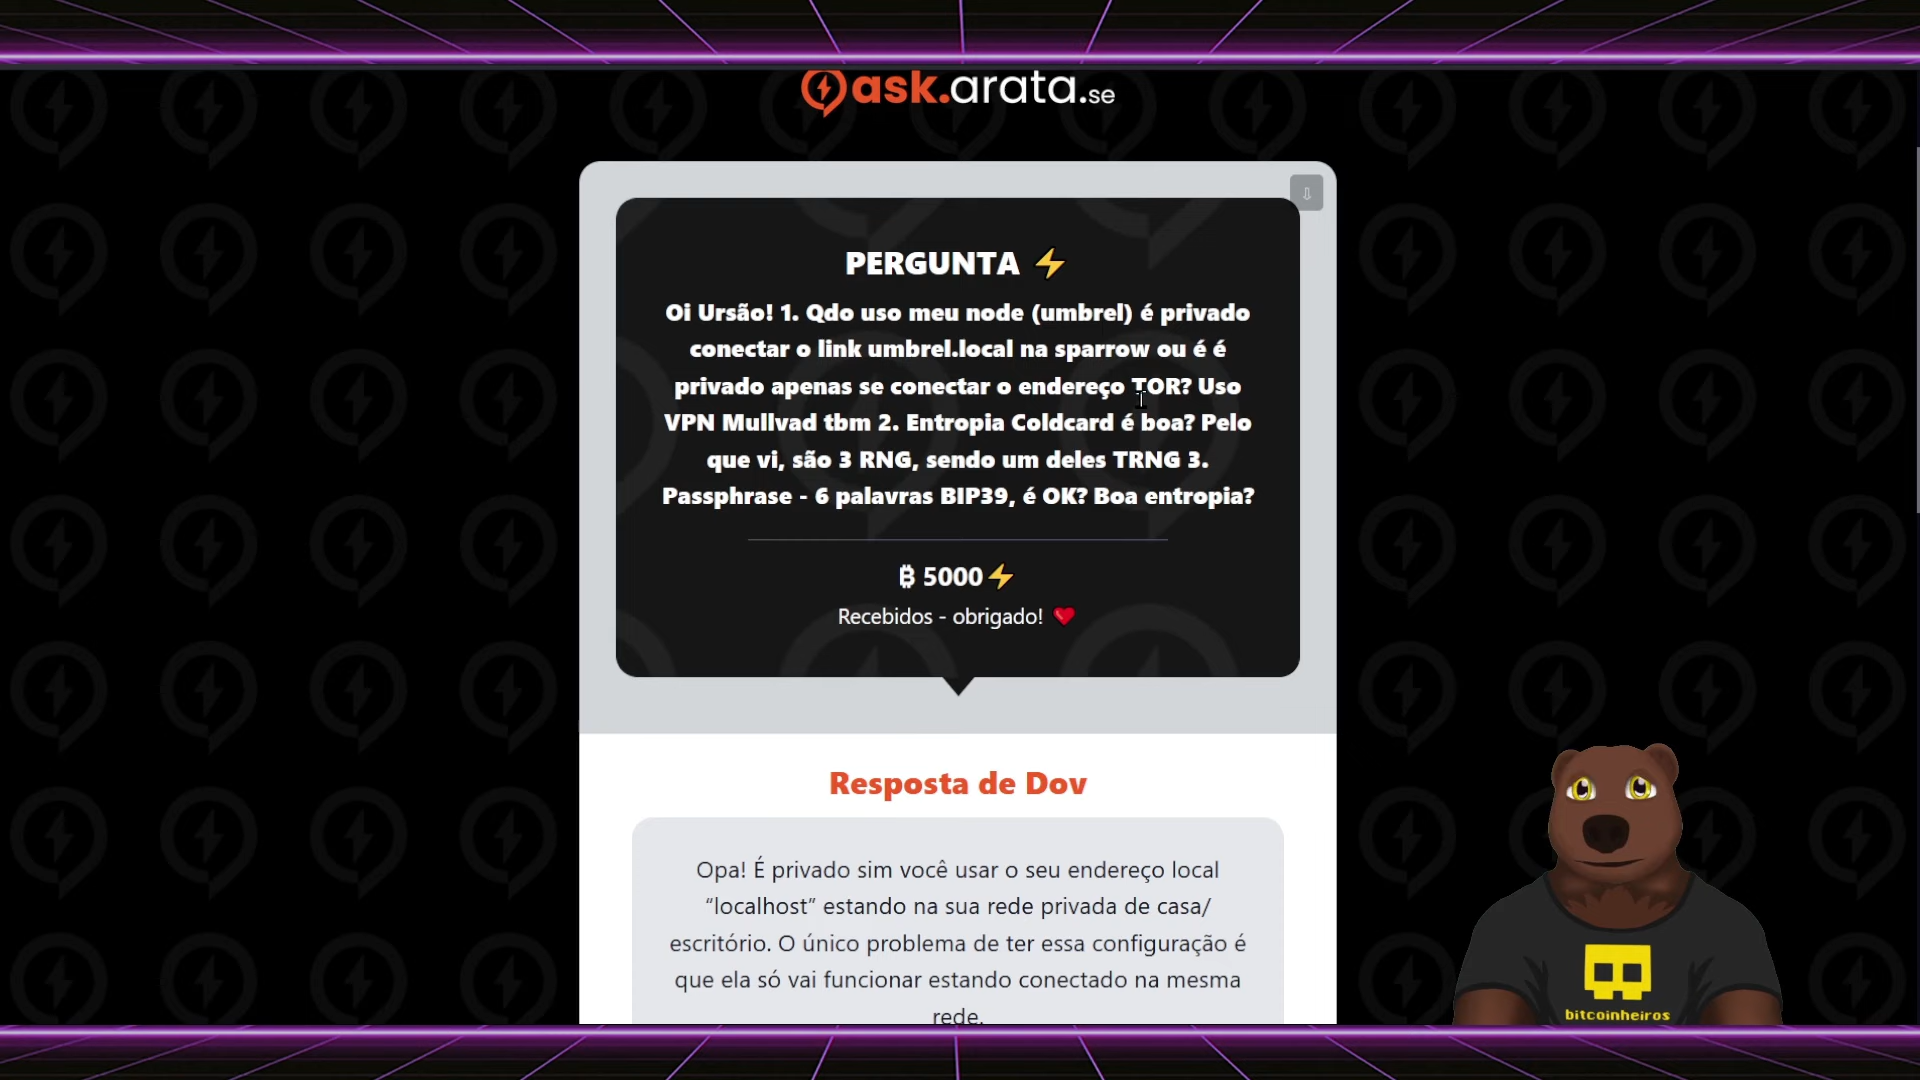 ask.arata.se
PERGUNTA ⚡
Oi Ursão! 1. Qdo uso meu node (umbrel) é privado
conectar o link umbrel.local na sparrow ou é é
privado apenas se conectar o endereço TOR? Uso
VPN Mullvad tbm 2. Entropia Coldcard é boa? Pelo
que vi, são 3 RNG, sendo um deles TRNG 3.
Passphrase - 6 palavras BIP39, é OK? Boa entropia?
₿ 5000⚡
Recebidos - obrigado! ❤️
Resposta de Dov
Opa! É privado sim você usar o seu endereço local
“localhost” estando na sua rede privada de casa/
escritório. O único problema de ter essa configuração é
que ela só vai funcionar estando conectado na mesma
rede.
bitcoinheiros